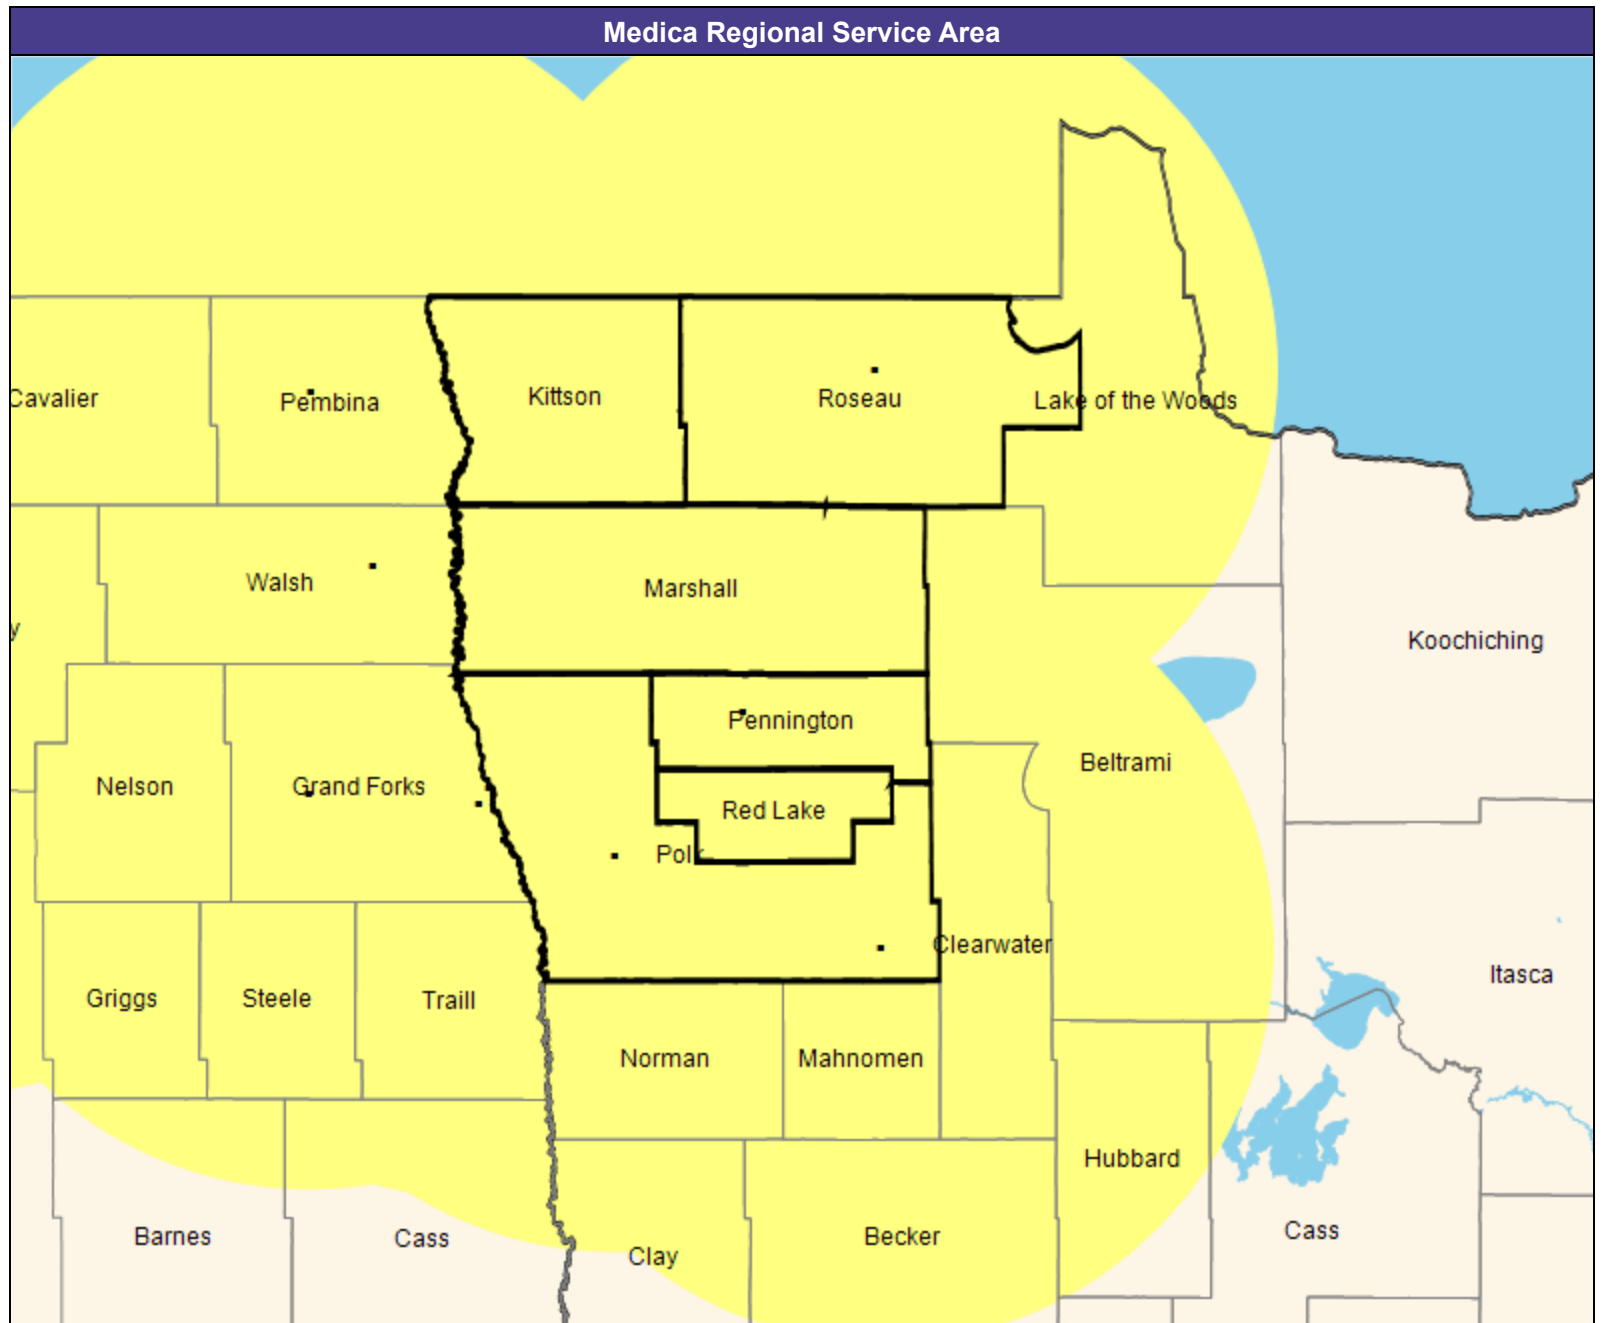 Medica Regional Service Area
Cavalier
Pembina
Kittson
Roseau
Lake of the Woods
Walsh
Marshall
y
Koochiching
Pennington
Nelson
Grand Forks
Beltrami
Red Lake
Polk
Clearwater
Griggs
Steele
Traill
Itasca
Norman
Mahnomen
Hubbard
Barnes
Cass
Clay
Becker
Cass